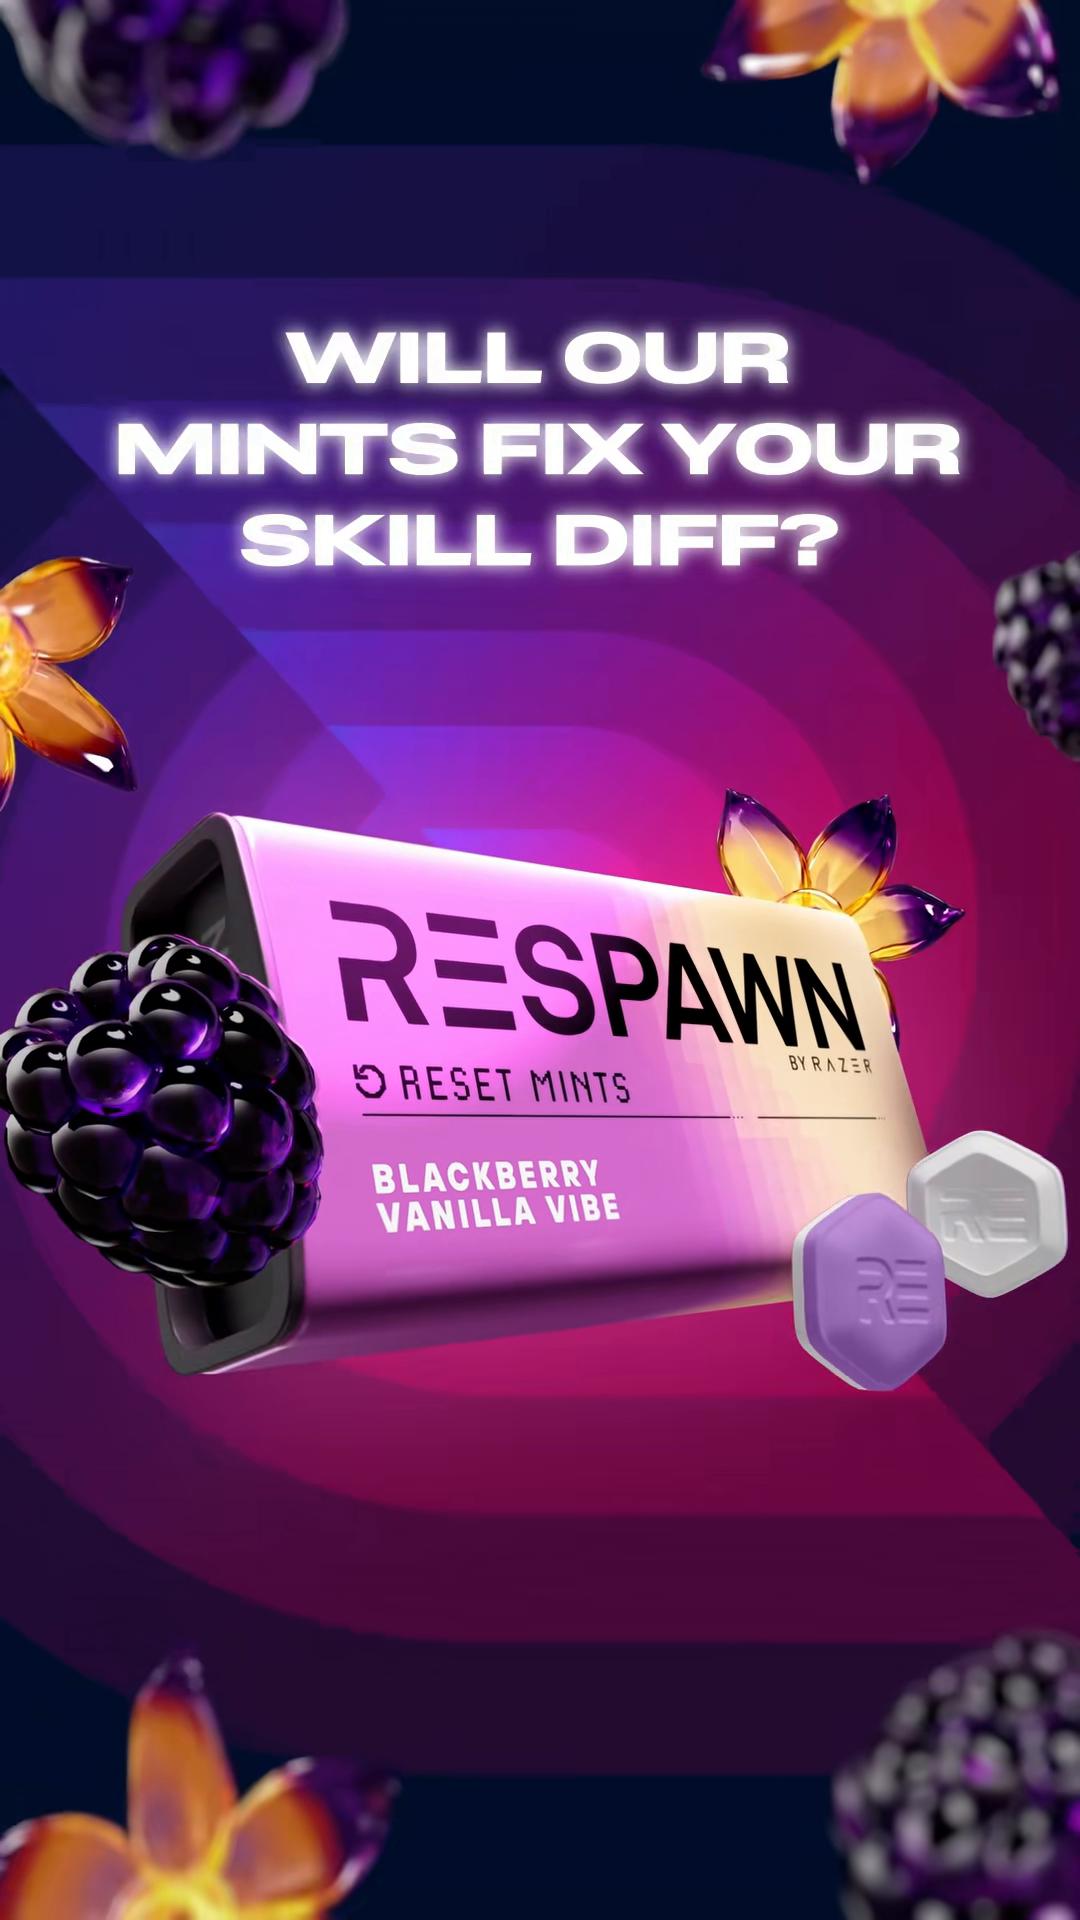 WILL OUR
MINTS FIX YOUR
SKILL DIFF?
RESPAWN
BY RAZER
RESET MINTS
BLACKBERRY
VANILLA VIBE
RE
RE